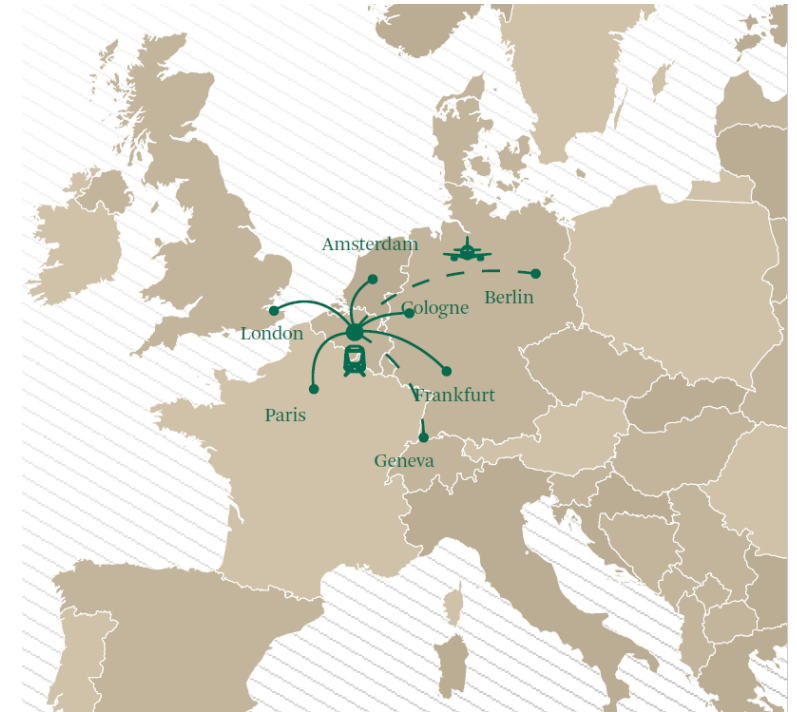 Amsterdam
Berlin
Cologne
London
Frankfurt
Paris
Geneva